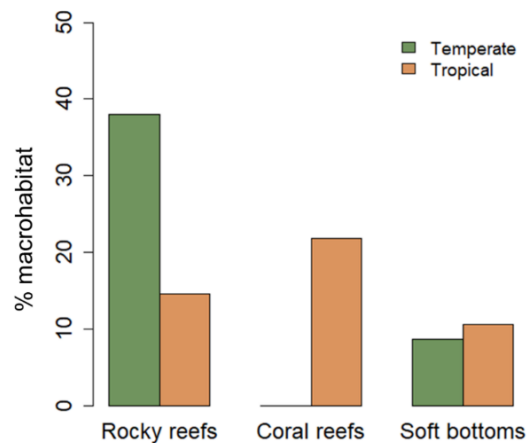 50
40
30
20
10
0
% macrohabitat
Temperate
Tropical
Rocky reefs
Coral reefs
Soft bottoms